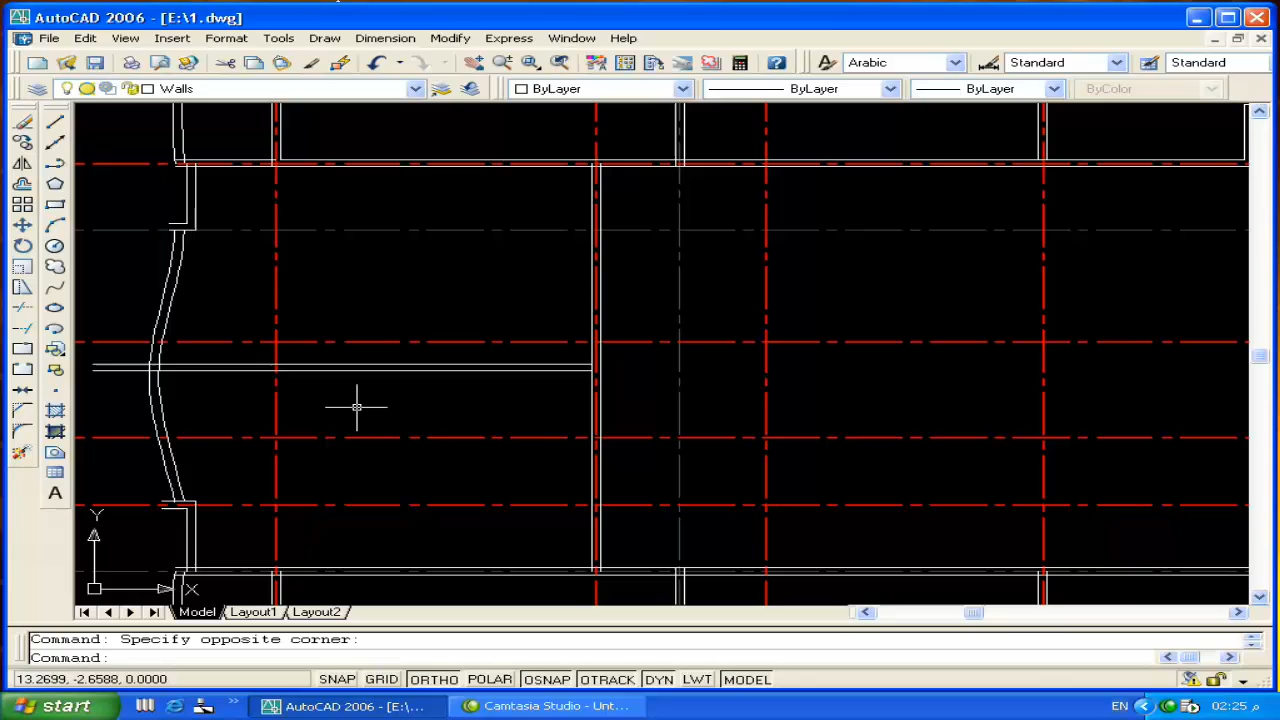 AutoCAD 2006 - [E:\1.dwg]
File Edit View Insert Format Tools Draw Dimension Modify Express Window Help
Arabic Standard Standard
Walls ByLayer ByLayer ByLayer ByColor
A
Y
X
Model Layout1 Layout2
Command: Specify opposite corner:
Command:
13.2699, -2.6588, 0.0000 SNAP GRID ORTHO POLAR OSNAP OTRACK DYN LWT MODEL
start AutoCAD 2006 - [E:\... Camtasia Studio - Unt... EN 02:25 م